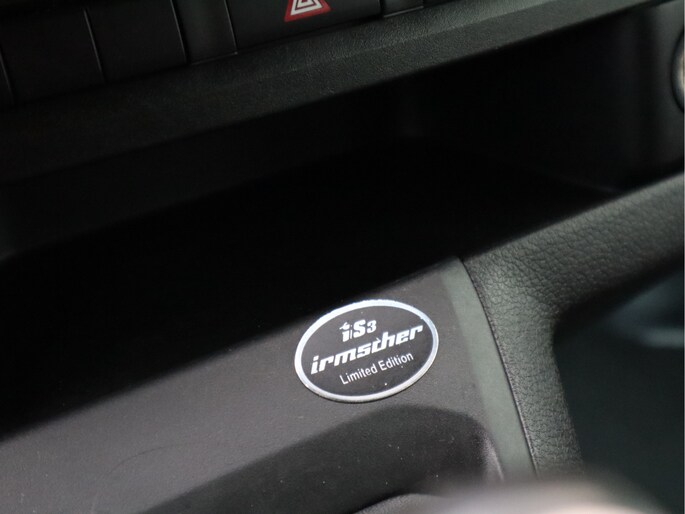 iS3
irmscher
Limited Edition